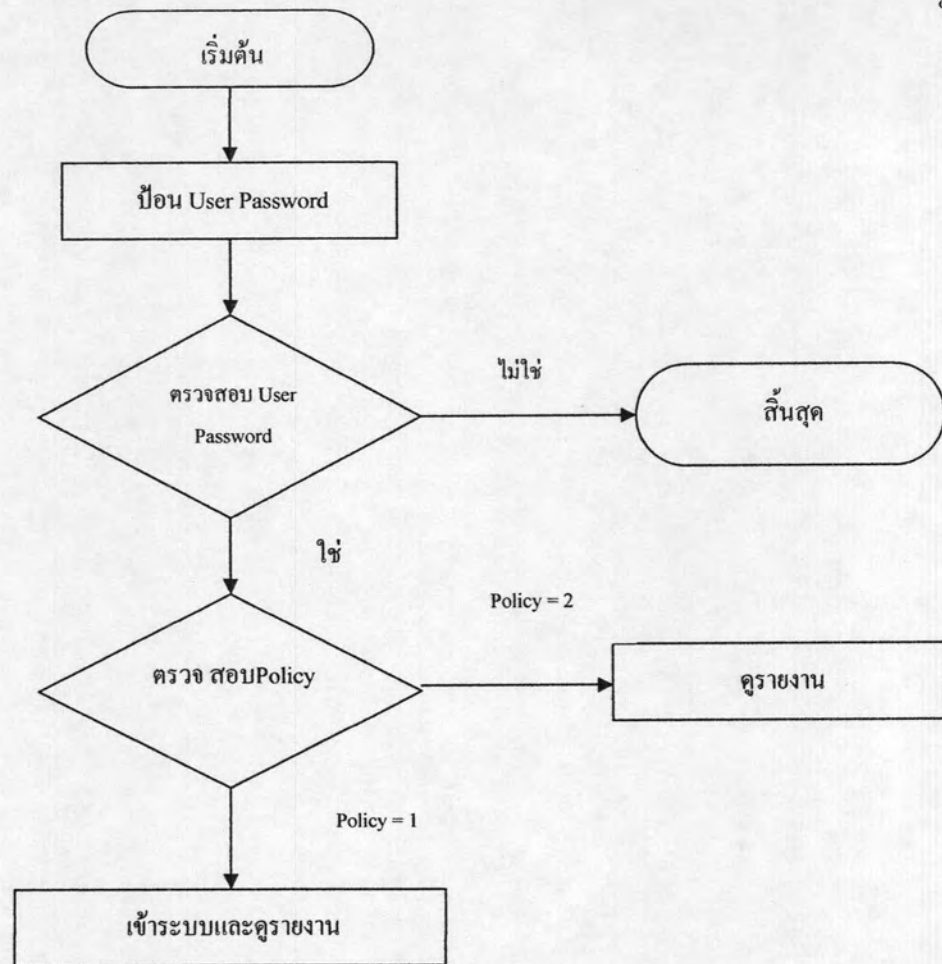 เริ่มต้น
ป้อน User Password
ตรวจสอบ User
Password
ไม่ใช่
สิ้นสุด
ใช่
Policy = 2
ตรวจ สอบPolicy
ดูรายงาน
Policy = 1
เข้าระบบและดูรายงาน